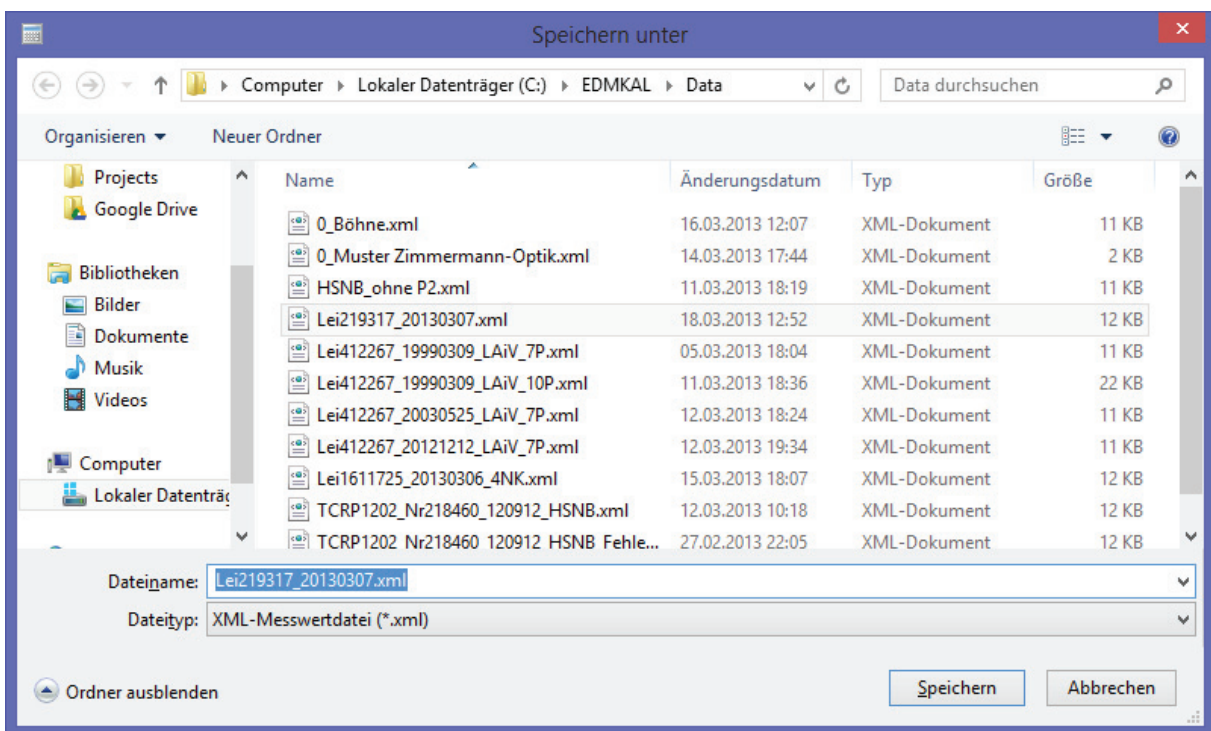 Speichern unter
Computer Lokaler Datenträger (C:) EDMKAL Data Data durchsuchen
Organisieren Neuer Ordner
Projects
Google Drive
Bibliotheken
Bilder
Dokumente
Musik
Videos
Computer
Lokaler Datenträg
Name Änderungsdatum Typ Größe
0_Böhne.xml 16.03.2013 12:07 XML-Dokument 11 KB
0_Muster Zimmermann-Optik.xml 14.03.2013 17:44 XML-Dokument 2 KB
HSNB_ohne P2.xml 11.03.2013 18:19 XML-Dokument 11 KB
Lei219317_20130307.xml 18.03.2013 12:52 XML-Dokument 12 KB
Lei412267_19990309_LAiV_7P.xml 05.03.2013 18:04 XML-Dokument 11 KB
Lei412267_19990309_LAiV_10P.xml 11.03.2013 18:36 XML-Dokument 22 KB
Lei412267_20030525_LAiV_7P.xml 12.03.2013 18:24 XML-Dokument 11 KB
Lei412267_20121212_LAiV_7P.xml 12.03.2013 19:34 XML-Dokument 11 KB
Lei1611725_20130306_4NK.xml 15.03.2013 18:07 XML-Dokument 12 KB
TCRP1202_Nr218460_120912_HSNB.xml 12.03.2013 10:18 XML-Dokument 12 KB
TCRP1202_Nr218460_120912_HSNB_Fehle... 27.02.2013 22:05 XML-Dokument 12 KB
Dateiname: Lei219317_20130307.xml
Dateityp: XML-Messwertdatei (*.xml)
Ordner ausblenden Speichern Abbrechen